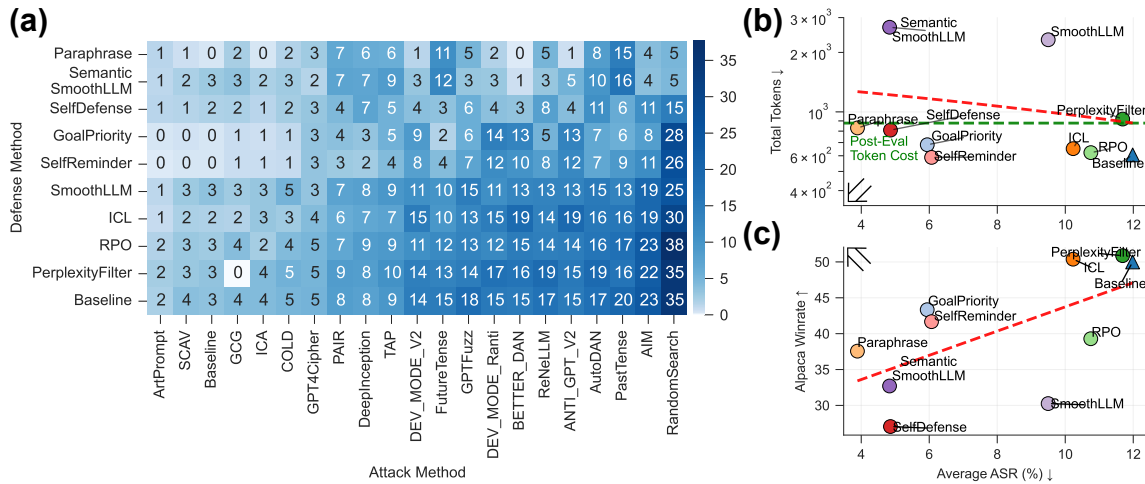 (a)
Paraphrase 1 1 0 2 0 2 3 7 6 6 1 11 5 2 0 5 1 8 15 4 5
Semantic
SmoothLLM 1 2 3 3 2 3 2 7 7 9 3 12 3 3 1 3 5 10 16 4 5
SelfDefense 1 1 2 2 1 2 3 4 7 5 4 2 6 4 3 8 4 11 6 11 15
GoalPriority 0 0 0 0 1 1 3 3 4 5 9 2 4 14 13 5 13 7 6 8 28
SelfReminder 0 0 0 1 1 1 3 3 2 4 8 7 9 12 10 8 12 7 9 11 26
SmoothLLM 1 3 3 3 3 5 3 7 8 9 11 10 15 11 13 13 13 15 13 19 25
ICL 1 2 2 2 3 3 4 6 7 7 15 10 13 15 19 14 19 16 16 19 30
RPO 2 3 3 4 2 4 5 7 9 9 11 12 13 12 15 14 14 16 17 23 38
PerplexityFilter 2 3 3 0 4 5 5 9 8 10 14 13 14 17 16 19 15 19 16 22 35
Baseline 2 4 3 4 4 5 5 8 8 9 14 15 18 15 15 17 15 17 20 23 35
Defense Method
ArtPrompt
SCAV
Baseline
GCG
ICA
COLD
GPT4Cipher
PAIR
DeepInception
TAP
DEV_MODE_V2
FutureTense
GPTFuzz
DEV_MODE_Ranti
BETTER_DAN
ReNeLLM
ANTI_GPT_V2
AutoDAN
PastTense
AIM
RandomSearch
Attack Method
35
30
25
20
15
10
5
0
(b)
Total Tokens ↓
3 × 10³
2 × 10³
10³
6 × 10²
4 × 10²
Semantic
SmoothLLM
SmoothLLM
PerplexityFilter
Paraphrase
SelfDefense
Post-Eval
Token Cost
GoalPriority
SelfReminder
ICL
RPO
Baseline
4 6 8 10 12
(c)
Alpaca Winrate ↑
50
45
40
35
30
PerplexityFilter
ICL
Baseline
GoalPriority
SelfReminder
RPO
Paraphrase
Semantic
SmoothLLM
SmoothLLM
SelfDefense
4 6 8 10 12
Average ASR (%) ↓